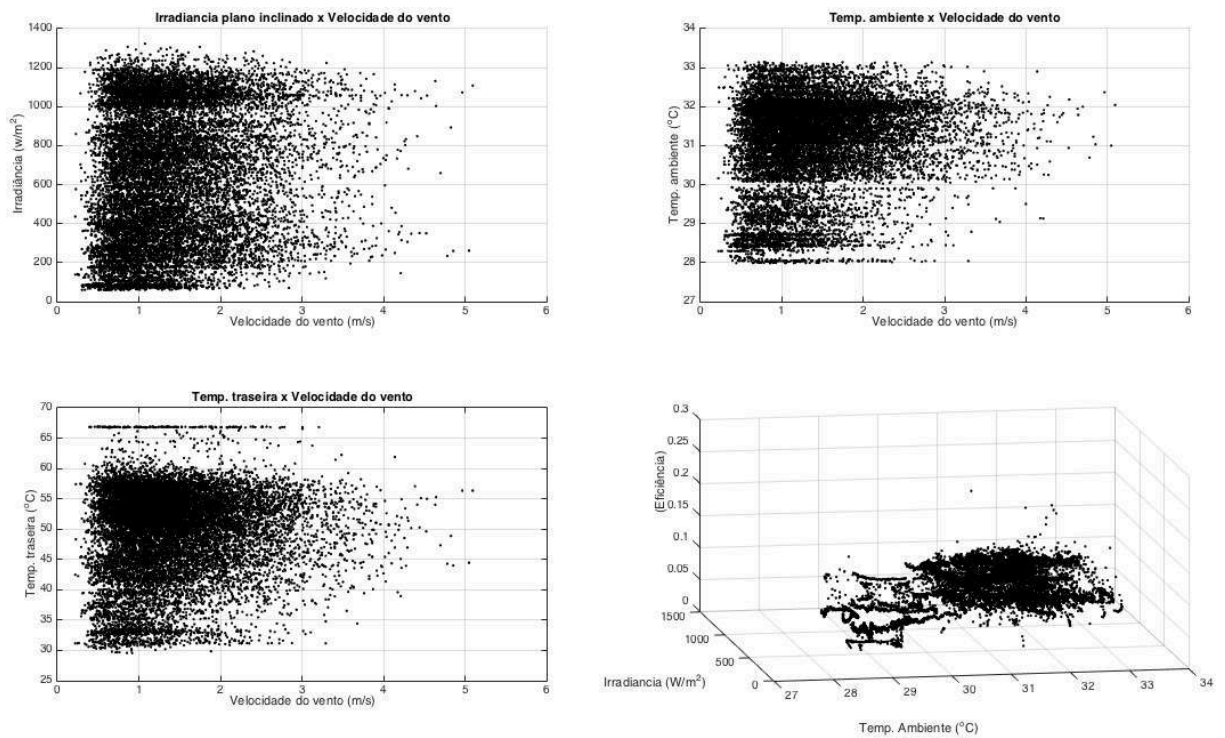 Irradiancia plano inclinado x Velocidade do vento
1400
1200
1000
800
600
400
200
0
Irradiância (w/m²)
0 1 2 3 4 5 6
Velocidade do vento (m/s)
Temp. ambiente x Velocidade do vento
34
33
32
31
30
29
28
27
Temp. ambiente (°C)
0 1 2 3 4 5 6
Velocidade do vento (m/s)
Temp. traseira x Velocidade do vento
70
65
60
55
50
45
40
35
30
25
Temp. traseira (°C)
0 1 2 3 4 5 6
Velocidade do vento (m/s)
0.3
0.25
0.2
0.15
0.1
0.05
0
(Eficiência)
1500
1000
500
0
Irradiancia (W/m²)
27 28 29 30 31 32 33 34
Temp. Ambiente (°C)